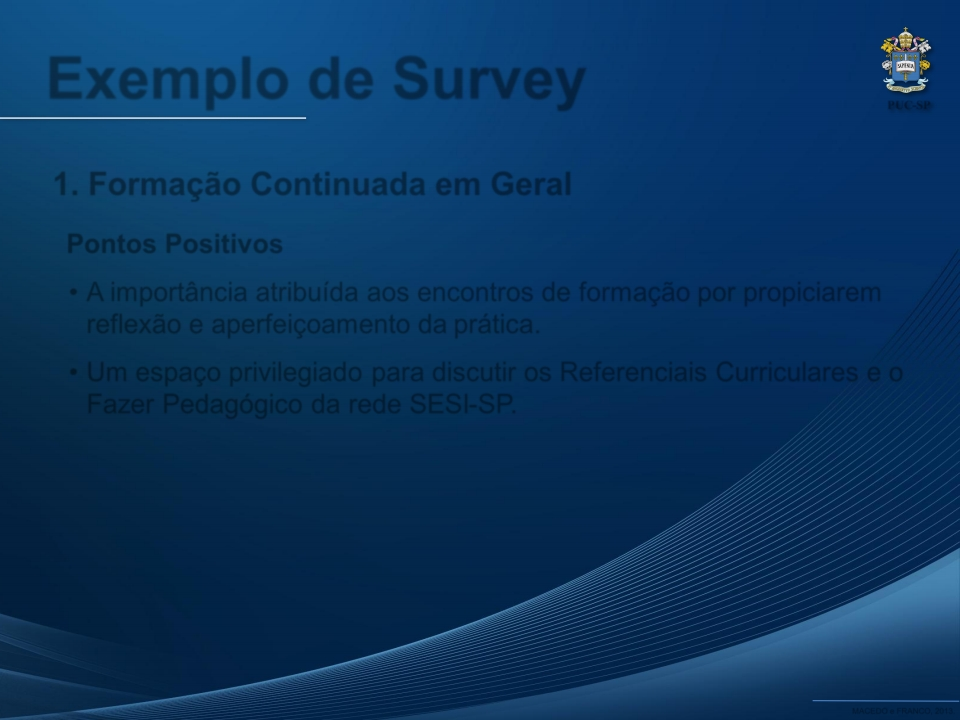 Exemplo de Survey
PUC-SP
1. Formação Continuada em Geral
Pontos Positivos
• A importância atribuída aos encontros de formação por propiciarem
reflexão e aperfeiçoamento da prática.
• Um espaço privilegiado para discutir os Referenciais Curriculares e o
Fazer Pedagógico da rede SESI-SP.